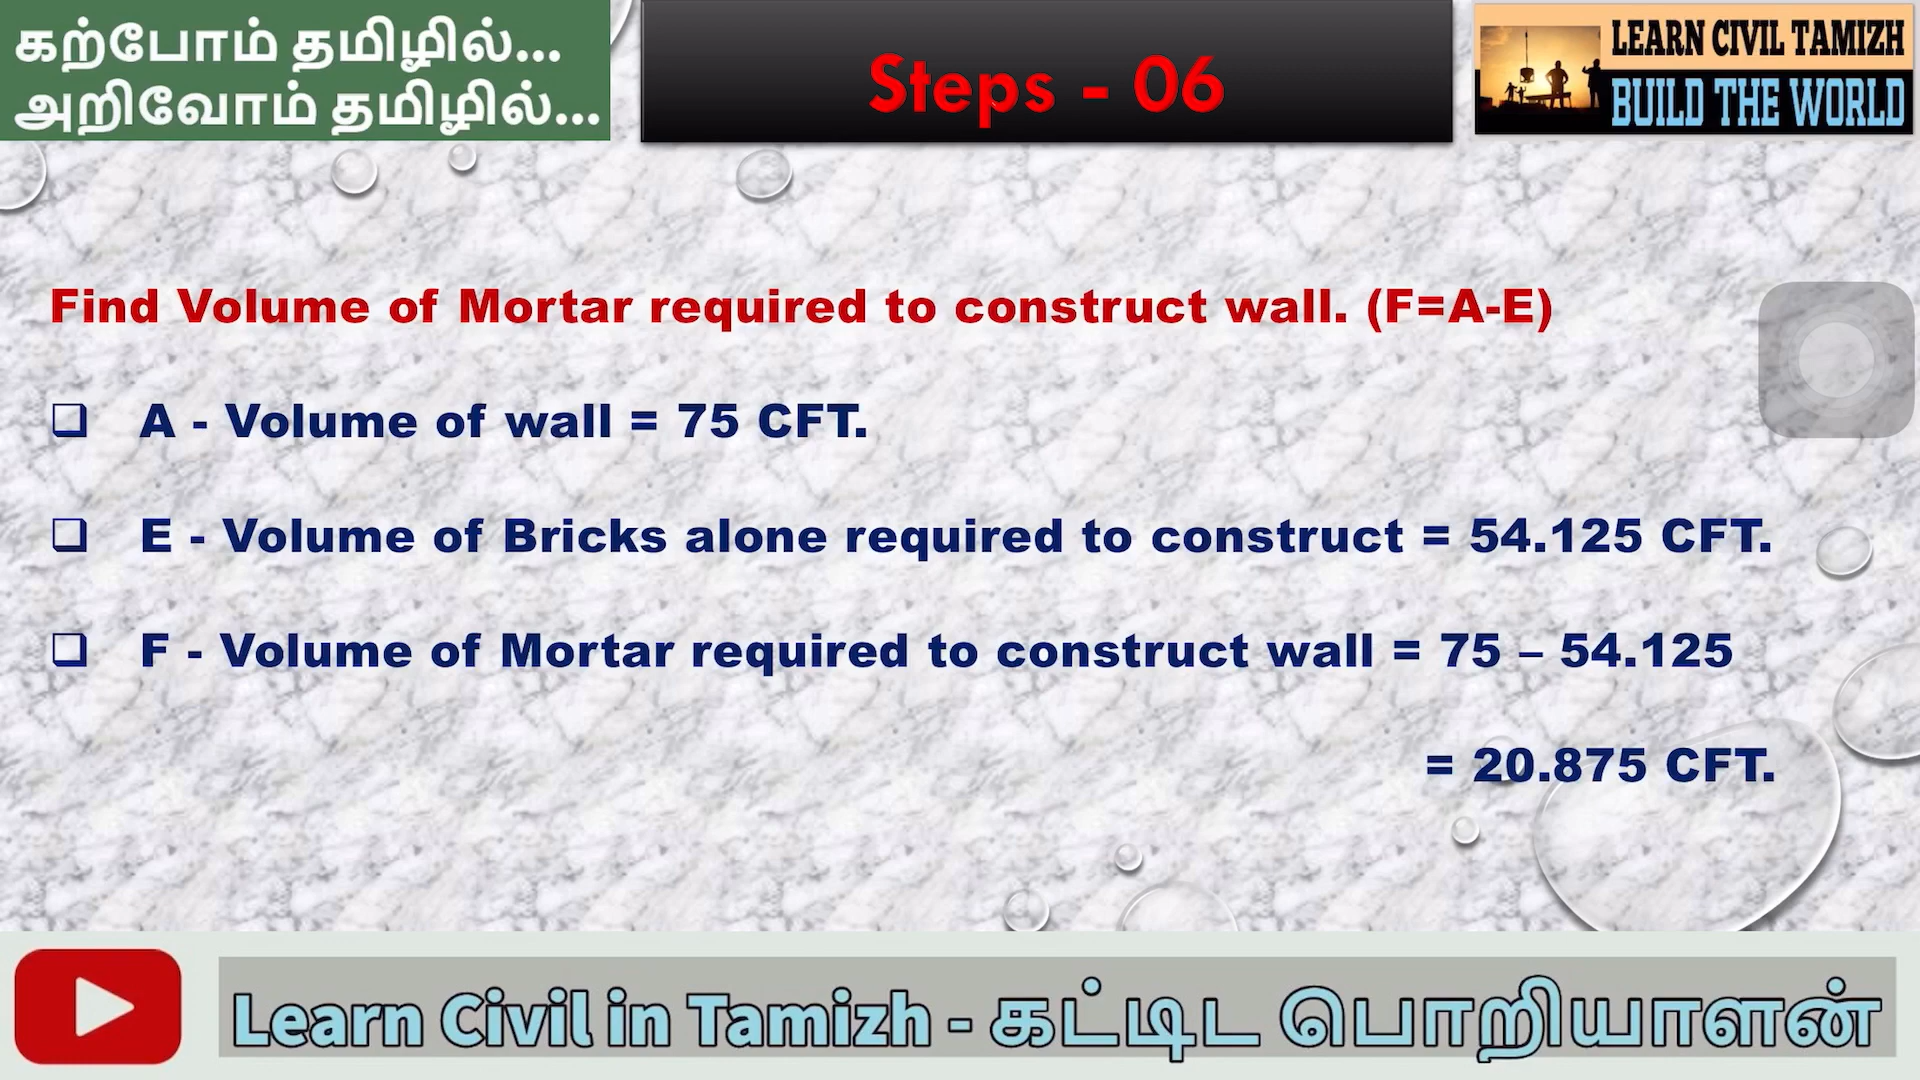 கற்போம் தமிழில்...
அறிவோம் தமிழில்...
Steps - 06
LEARN CIVIL TAMIZH
BUILD THE WORLD
Find Volume of Mortar required to construct wall. (F=A-E)
❑ A - Volume of wall = 75 CFT.
❑ E - Volume of Bricks alone required to construct = 54.125 CFT.
❑ F - Volume of Mortar required to construct wall = 75 – 54.125
= 20.875 CFT.
Learn Civil in Tamizh - கட்டிட பொறியாளன்